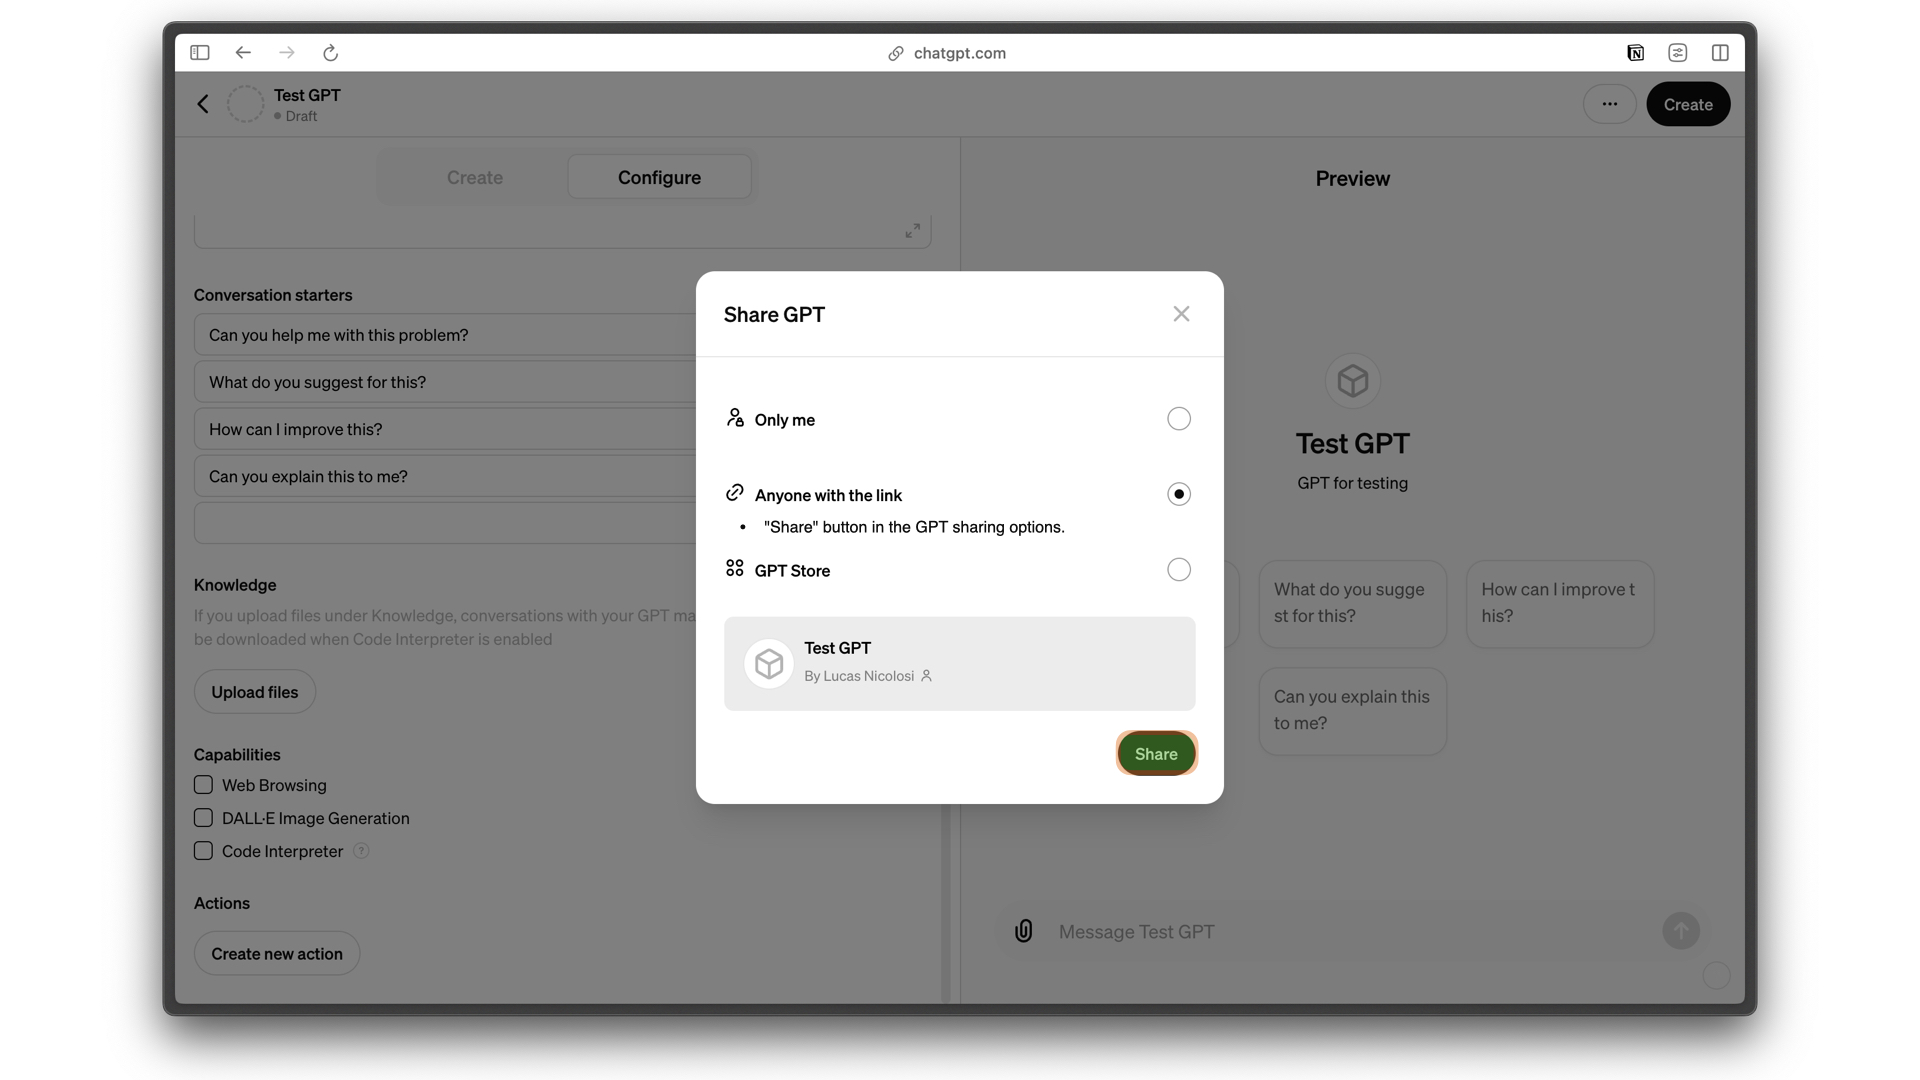 chatgpt.com
Test GPT
Draft
...
Create
Create
Configure
Preview
Conversation starters
Can you help me with this problem?
What do you suggest for this?
How can I improve this?
Can you explain this to me?
Knowledge
If you upload files under Knowledge, conversations with your GPT ma
be downloaded when Code Interpreter is enabled
Upload files
Capabilities
Web Browsing
DALL·E Image Generation
Code Interpreter ?
Actions
Create new action
Share GPT
Only me
Anyone with the link
• "Share" button in the GPT sharing options.
GPT Store
Test GPT
By Lucas Nicolosi
Share
Test GPT
GPT for testing
What do you sugge
st for this?
How can I improve t
his?
Can you explain this
to me?
Message Test GPT